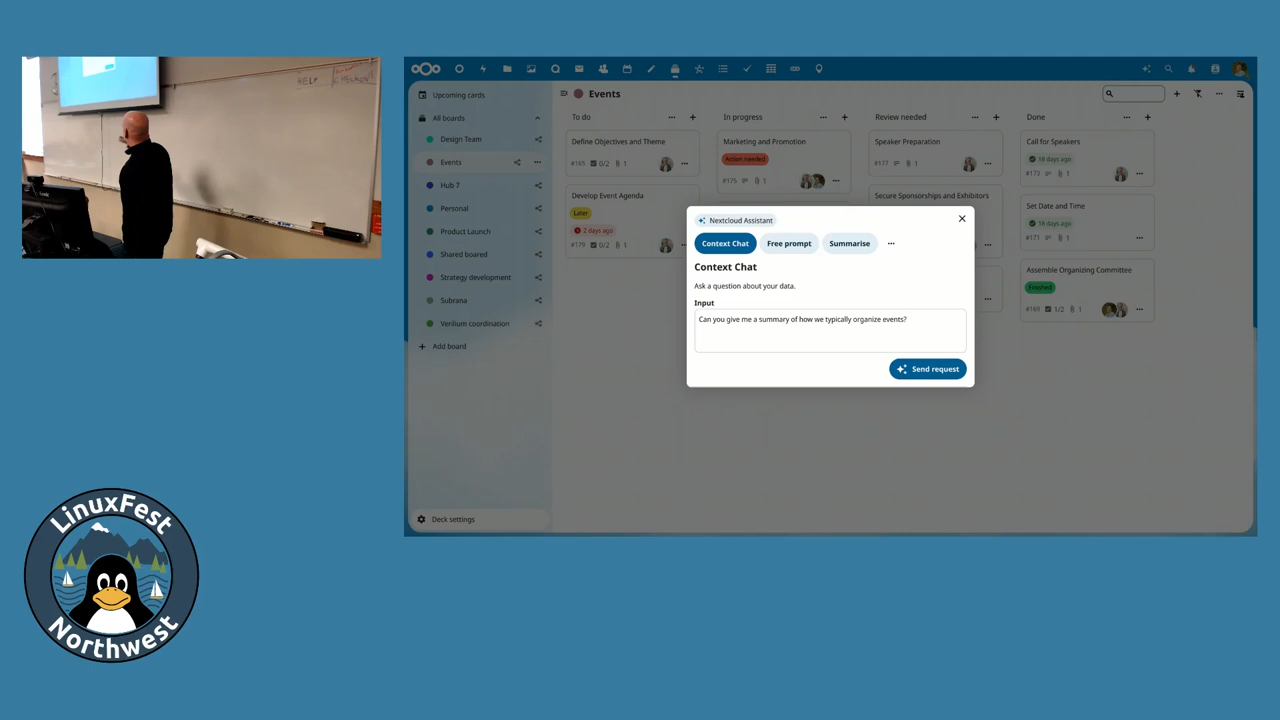 HELP
LinuxFest
Northwest
Upcoming cards
All boards
Design Team
Events
Hub 7
Personal
Product Launch
Shared boared
Strategy development
Subrana
Verilium coordination
Add board
Deck settings
Events
To do
Define Objectives and Theme
#165 0/2 1
Develop Event Agenda
Later
2 days ago
#179 0/2 1
In progress
Marketing and Promotion
Action needed
#175 1
Review needed
Speaker Preparation
#177 1
Secure Sponsorships and Exhibitors
Done
Call for Speakers
18 days ago
#173 1
Set Date and Time
18 days ago
#171 1
Assemble Organizing Committee
Finished
#169 1/2 1
Nextcloud Assistant
Context Chat
Free prompt
Summarise
Context Chat
Ask a question about your data.
Input
Can you give me a summary of how we typically organize events?
Send request